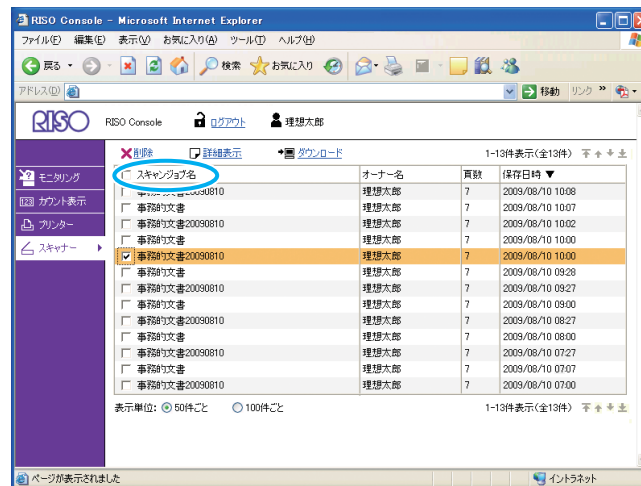 RISO Console - Microsoft Internet Explorer
ファイル(F) 編集(E) 表示(V) お気に入り(A) ツール(T) ヘルプ(H)
戻る 検索 お気に入り
アドレス(D) 移動 リンク »
RISO RISO Console ログアウト 理想太郎
削除 詳細表示 ダウンロード 1-13件表示(全13件)
モニタリング
カウント表示
プリンター
スキャナー
スキャンジョブ名 オーナー名 頁数 保存日時 ▼
事務的文書20090810 理想太郎 7 2009/08/10 10:08
事務的文書 理想太郎 7 2009/08/10 10:07
事務的文書20090810 理想太郎 7 2009/08/10 10:02
事務的文書 理想太郎 7 2009/08/10 10:00
事務的文書20090810 理想太郎 7 2009/08/10 10:00
事務的文書 理想太郎 7 2009/08/10 09:28
事務的文書20090810 理想太郎 7 2009/08/10 09:27
事務的文書 理想太郎 7 2009/08/10 09:00
事務的文書20090810 理想太郎 7 2009/08/10 08:27
事務的文書 理想太郎 7 2009/08/10 08:00
事務的文書20090810 理想太郎 7 2009/08/10 07:27
事務的文書 理想太郎 7 2009/08/10 07:07
事務的文書20090810 理想太郎 7 2009/08/10 07:00
表示単位: 50件ごと 100件ごと 1-13件表示(全13件)
ページが表示されました イントラネット